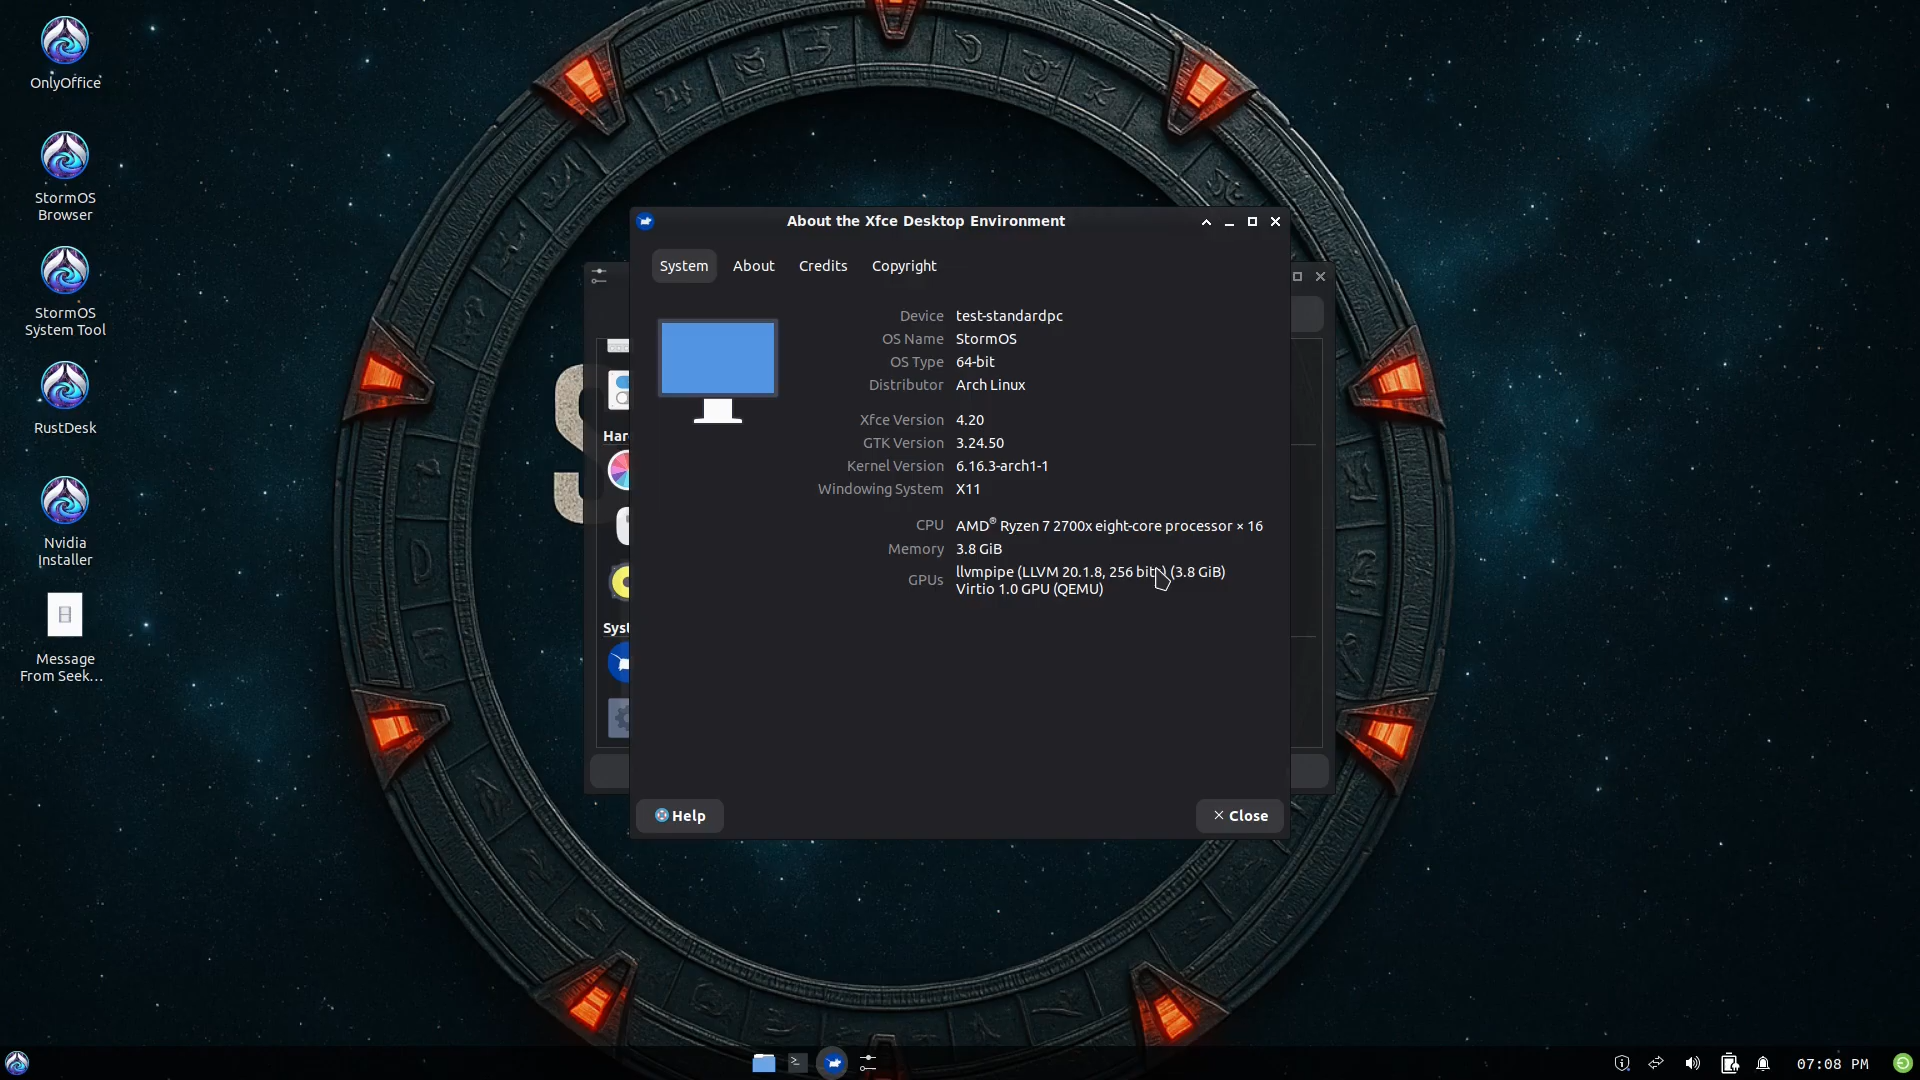 OnlyOffice
StormOS
Browser
StormOS
System Tool
RustDesk
Nvidia
Installer
Message
From Seek...
About the Xfce Desktop Environment
System About Credits Copyright
Device test-standardpc
OS Name StormOS
OS Type 64-bit
Distributor Arch Linux
Xfce Version 4.20
GTK Version 3.24.50
Kernel Version 6.16.3-arch1-1
Windowing System X11
CPU AMD® Ryzen 7 2700x eight-core processor × 16
Memory 3.8 GiB
GPUs llvmpipe (LLVM 20.1.8, 256 bits) (3.8 GiB)
Virtio 1.0 GPU (QEMU)
Help
Close
S
Har
Syst
07:08 PM